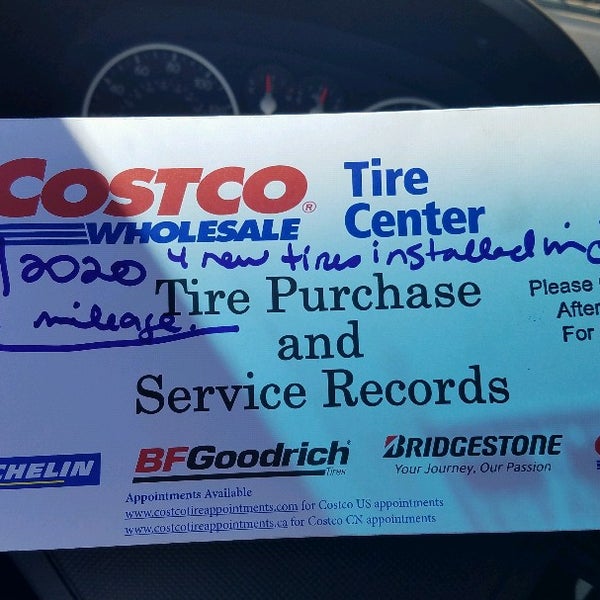 COSTCO®
WHOLESALE
Tire
Center
2020 4 new tires installed in
mileage.
Tire Purchase
and
Service Records
Please
After
For
CHELIN
BFGoodrich
Tires
BRIDGESTONE
Your Journey, Our Passion
Appointments Available
www.costcotireappointments.com for Costco US appointments
www.costcotireappointments.ca for Costco CN appointments